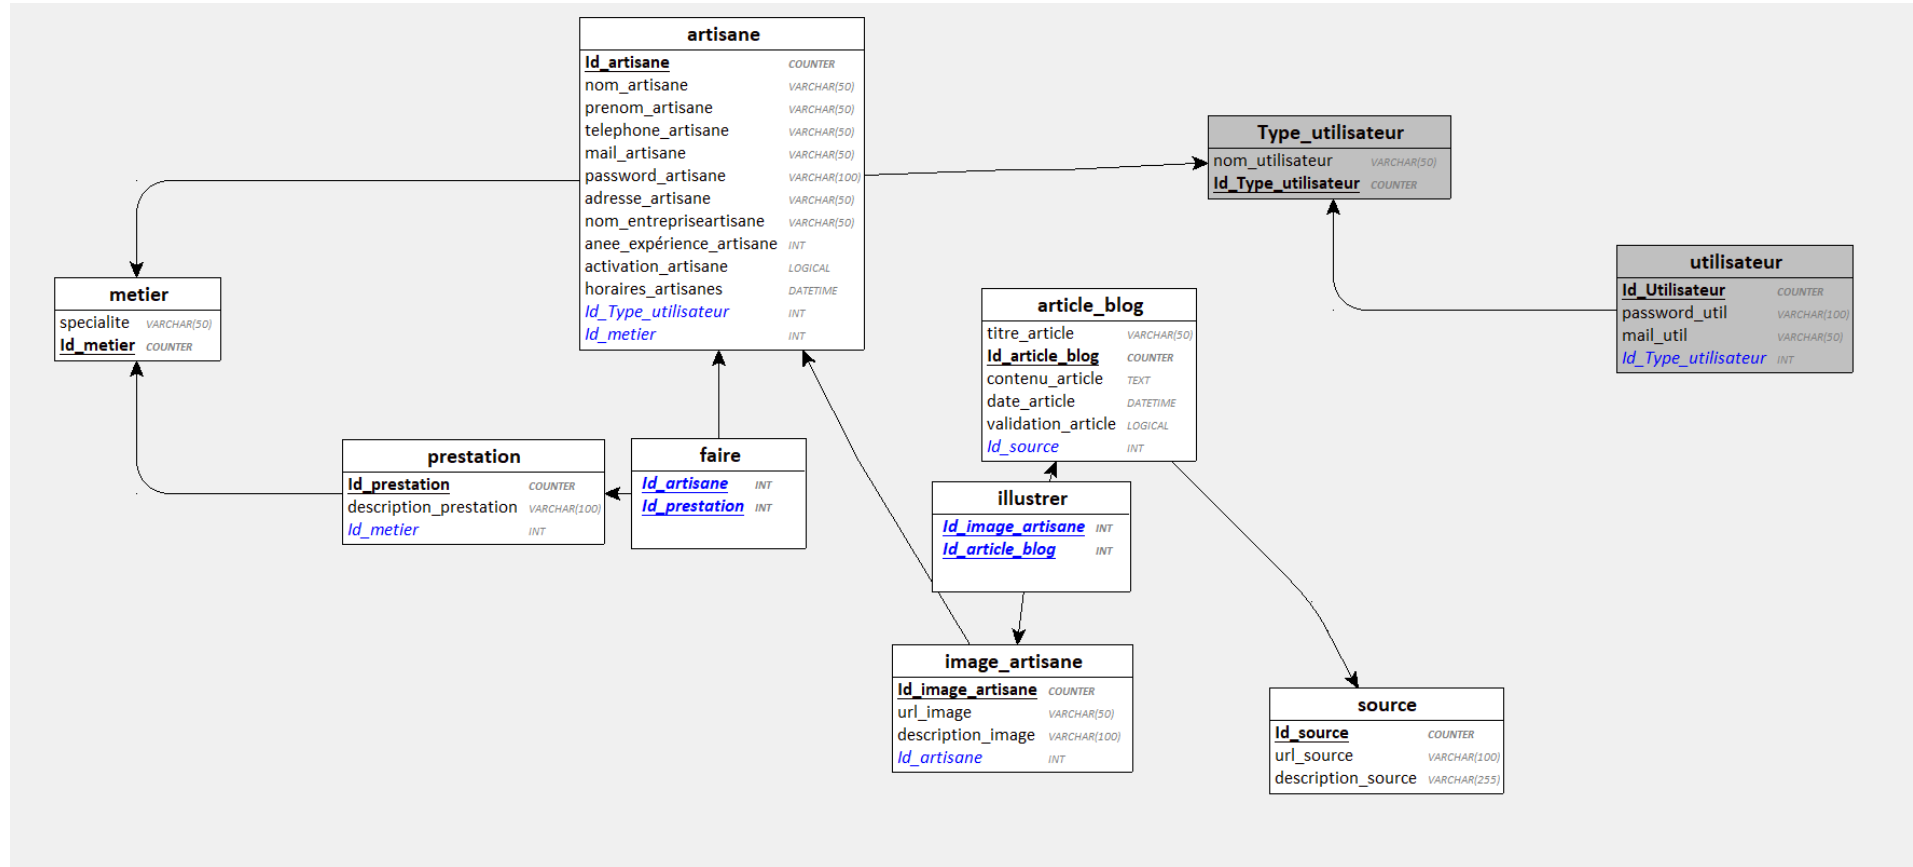 artisane
Id_artisane COUNTER
nom_artisane VARCHAR(50)
prenom_artisane VARCHAR(50)
telephone_artisane VARCHAR(50)
mail_artisane VARCHAR(50)
password_artisane VARCHAR(100)
adresse_artisane VARCHAR(50)
nom_entrepriseartisane VARCHAR(50)
anee_expérience_artisane INT
activation_artisane LOGICAL
horaires_artisanes DATETIME
Id_Type_utilisateur INT
Id_metier INT
Type_utilisateur
nom_utilisateur VARCHAR(50)
Id_Type_utilisateur COUNTER
utilisateur
Id_Utilisateur COUNTER
password_util VARCHAR(100)
mail_util VARCHAR(50)
Id_Type_utilisateur INT
metier
specialite VARCHAR(50)
Id_metier COUNTER
article_blog
titre_article VARCHAR(50)
Id_article_blog COUNTER
contenu_article TEXT
date_article DATETIME
validation_article LOGICAL
Id_source INT
prestation
Id_prestation COUNTER
description_prestation VARCHAR(100)
Id_metier INT
faire
Id_artisane INT
Id_prestation INT
illustrer
Id_image_artisane INT
Id_article_blog INT
image_artisane
Id_image_artisane COUNTER
url_image VARCHAR(50)
description_image VARCHAR(100)
Id_artisane INT
source
Id_source COUNTER
url_source VARCHAR(100)
description_source VARCHAR(255)